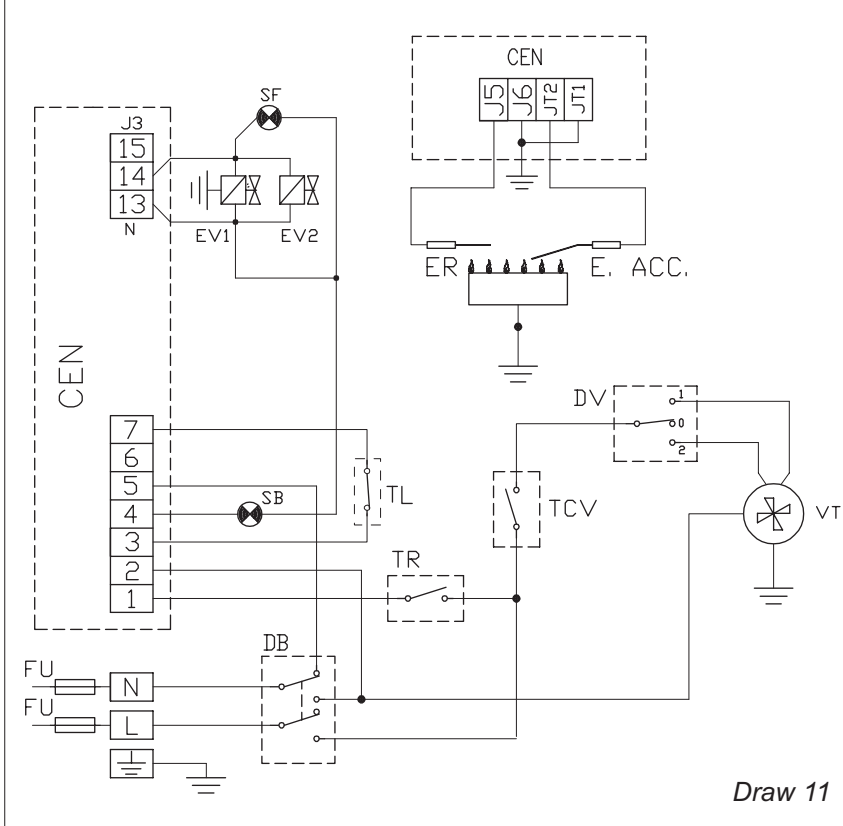 CEN
J5 J6 JT2 JT1
SF
J3
15
14
13
N
EV1 EV2
ER E. ACC.
CEN
7
6
5
4
3
2
1
SB
TL
TR
TCV
DV
1
0
2
VT
DB
FU
N
FU
L
Draw 11